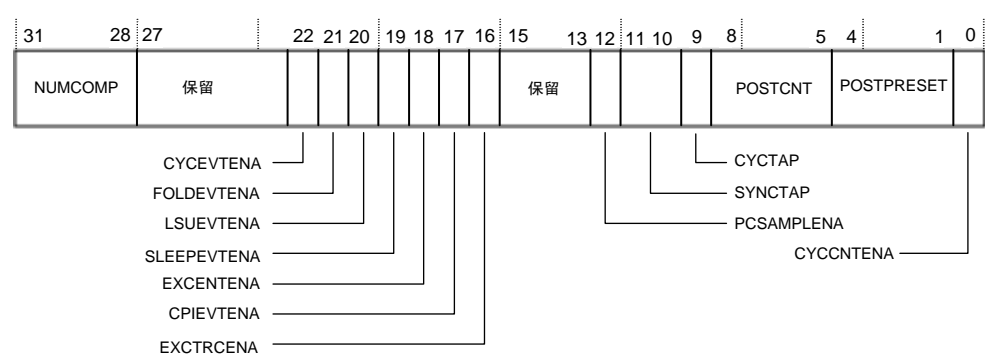 31 28 27 22 21 20 19 18 17 16 15 13 12 11 10 9 8 5 4 1 0
NUMCOMP 保留 保留 POSTCNT POSTPRESET
CYCEVTENA CYCTAP
FOLDEVTENA SYNCTAP
LSUEVTENA PCSAMPLENA
SLEEPEVTENA CYCCNTENA
EXCENTENA
CPIEVTENA
EXCTRCENA